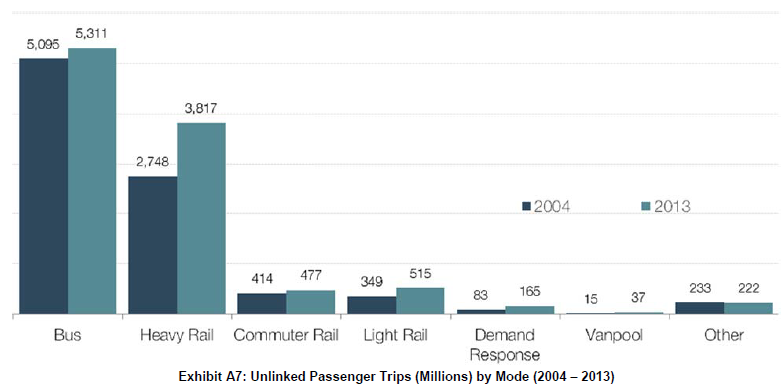 5,095 5,311
3,817
2,748
2004 2013
414 477 349 515 83 165 15 37 233 222
Bus Heavy Rail Commuter Rail Light Rail Demand Response Vanpool Other
Exhibit A7: Unlinked Passenger Trips (Millions) by Mode (2004 – 2013)